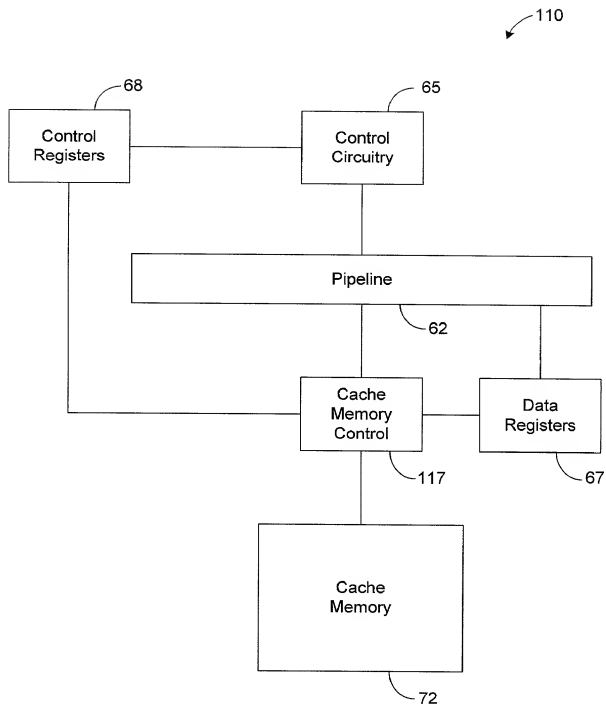 110
68
65
Control
Registers
Control
Circuitry
Pipeline
62
Cache
Memory
Control
Data
Registers
117
67
Cache
Memory
72